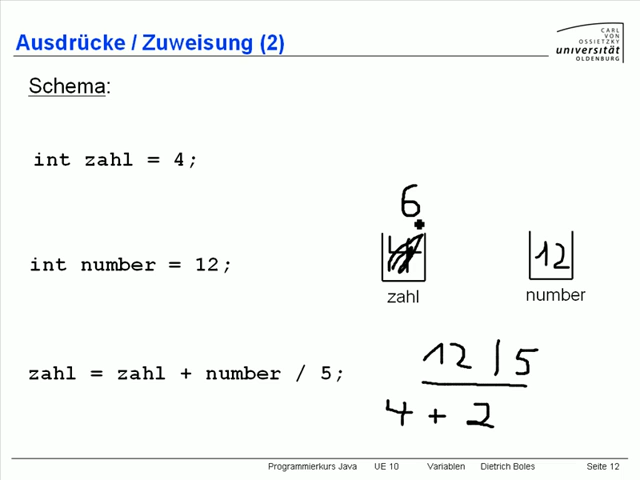 Ausdrücke / Zuweisung (2)
CARL
VON
OSSIETZKY
universität
OLDENBURG
Schema:
int zahl = 4;
6
int number = 12;
4
12
zahl
number
zahl = zahl + number / 5;
12 / 5
4 + 2
Programmierkurs Java UE 10 Variablen Dietrich Boles Seite 12